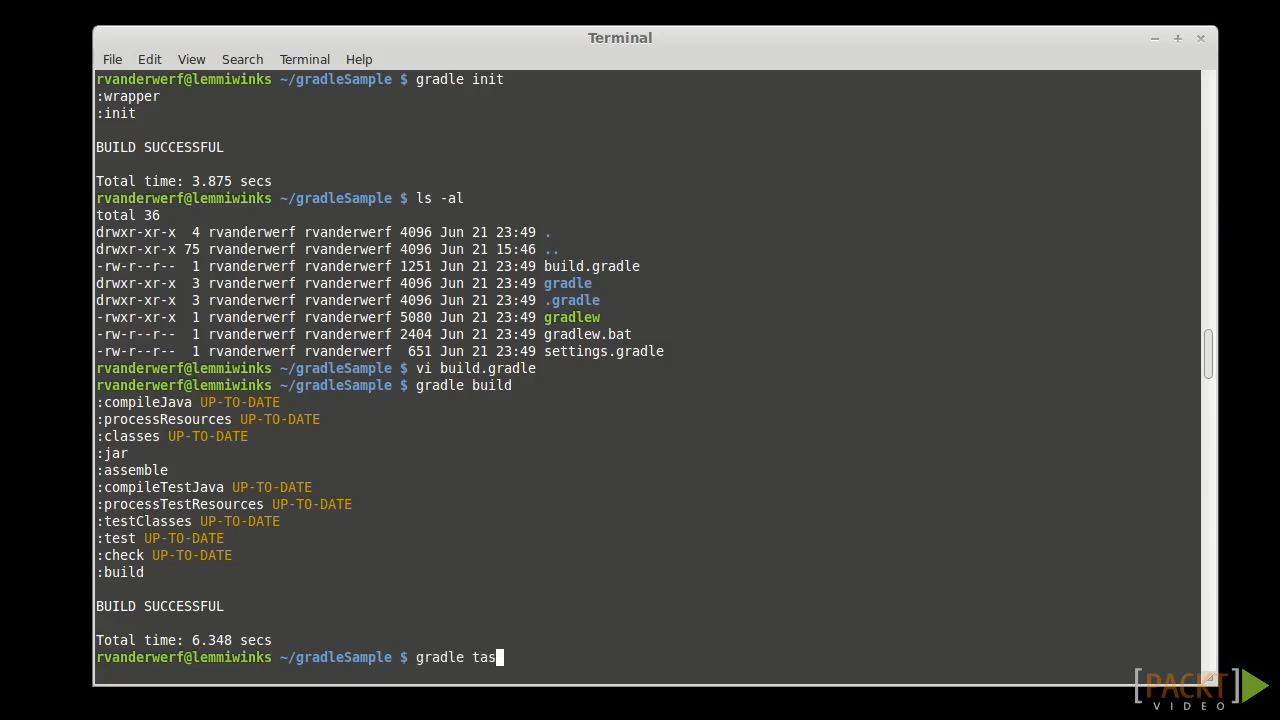 Terminal
File Edit View Search Terminal Help
rvanderwerf@lemmiwinks ~/gradleSample $ gradle init
:wrapper
:init
BUILD SUCCESSFUL
Total time: 3.875 secs
rvanderwerf@lemmiwinks ~/gradleSample $ ls -al
total 36
drwxr-xr-x  4 rvanderwerf rvanderwerf 4096 Jun 21 23:49 .
drwxr-xr-x 75 rvanderwerf rvanderwerf 4096 Jun 21 15:46 ..
-rw-r--r--  1 rvanderwerf rvanderwerf 1251 Jun 21 23:49 build.gradle
drwxr-xr-x  3 rvanderwerf rvanderwerf 4096 Jun 21 23:49 gradle
drwxr-xr-x  3 rvanderwerf rvanderwerf 4096 Jun 21 23:49 .gradle
-rwxr-xr-x  1 rvanderwerf rvanderwerf 5080 Jun 21 23:49 gradlew
-rw-r--r--  1 rvanderwerf rvanderwerf 2404 Jun 21 23:49 gradlew.bat
-rw-r--r--  1 rvanderwerf rvanderwerf  651 Jun 21 23:49 settings.gradle
rvanderwerf@lemmiwinks ~/gradleSample $ vi build.gradle
rvanderwerf@lemmiwinks ~/gradleSample $ gradle build
:compileJava UP-TO-DATE
:processResources UP-TO-DATE
:classes UP-TO-DATE
:jar
:assemble
:compileTestJava UP-TO-DATE
:processTestResources UP-TO-DATE
:testClasses UP-TO-DATE
:test UP-TO-DATE
:check UP-TO-DATE
:build
BUILD SUCCESSFUL
Total time: 6.348 secs
rvanderwerf@lemmiwinks ~/gradleSample $ gradle tas
[PACKT]
VIDEO